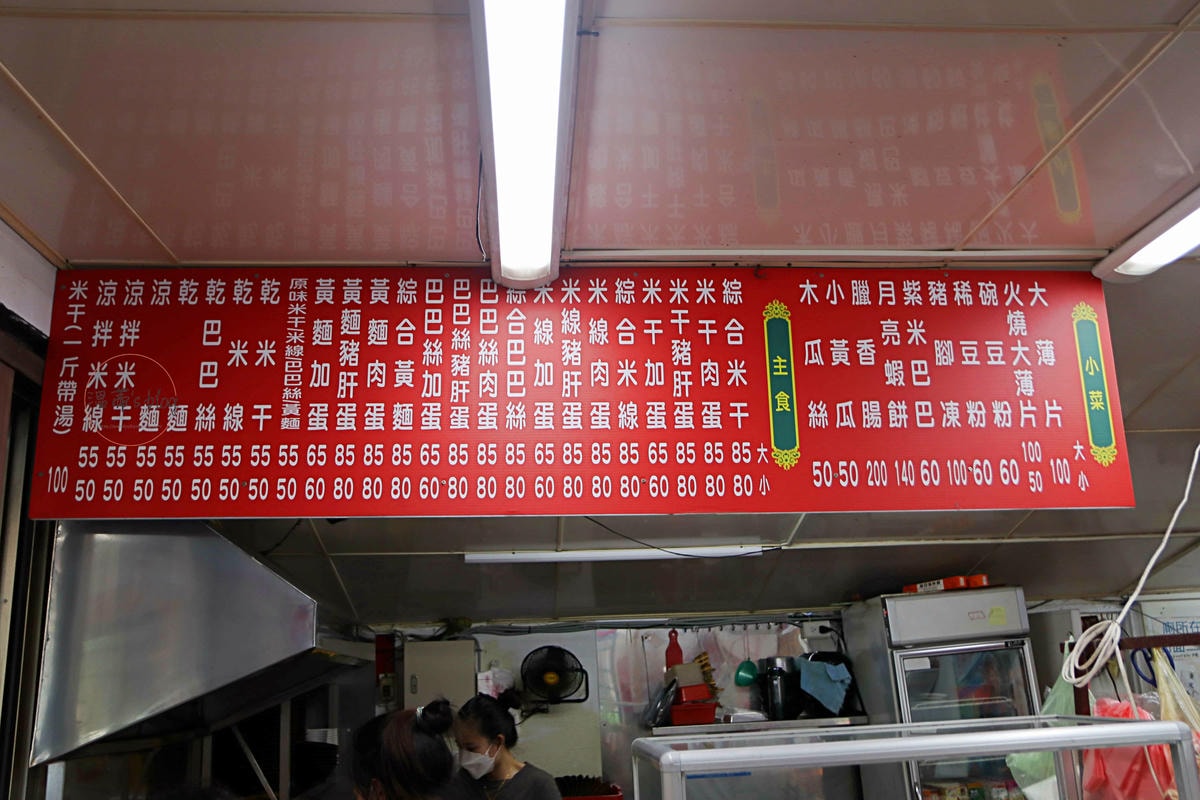 小菜
大 小
大薄片 100
火燒大薄片 100 50
碗豆粉 60
稀豆粉 60
豬腳凍 100
紫米巴巴 60
月亮蝦餅 140
臘香腸 200
小黃瓜 50
木瓜絲 50
主食
大 小
綜合米干 85 80
米干肉蛋 85 80
米干豬肝蛋 85 80
米干加蛋 65 60
綜合米線 85 80
米線肉蛋 85 80
米線豬肝蛋 85 80
米線加蛋 65 60
綜合巴巴絲 85 80
巴巴絲肉蛋 85 80
巴巴絲豬肝蛋 85 80
巴巴絲加蛋 65 60
綜合黃麵 85 80
黃麵肉蛋 85 80
黃麵豬肝蛋 85 80
黃麵加蛋 65 60
原味米干米線巴巴絲黃麵 55 50
乾米干 55 50
乾米線 55 50
乾巴巴絲 55 50
乾麵 55 50
涼麵 55 50
涼拌米干 55 50
涼拌米線 55 50
米干(一斤帶湯) 100